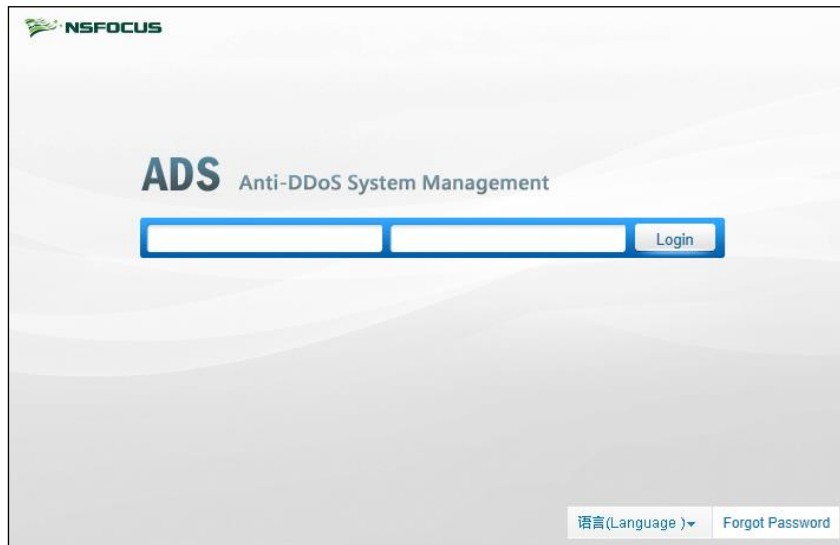 NSFOCUS
ADS Anti-DDoS System Management
Login
语言(Language )
Forgot Password